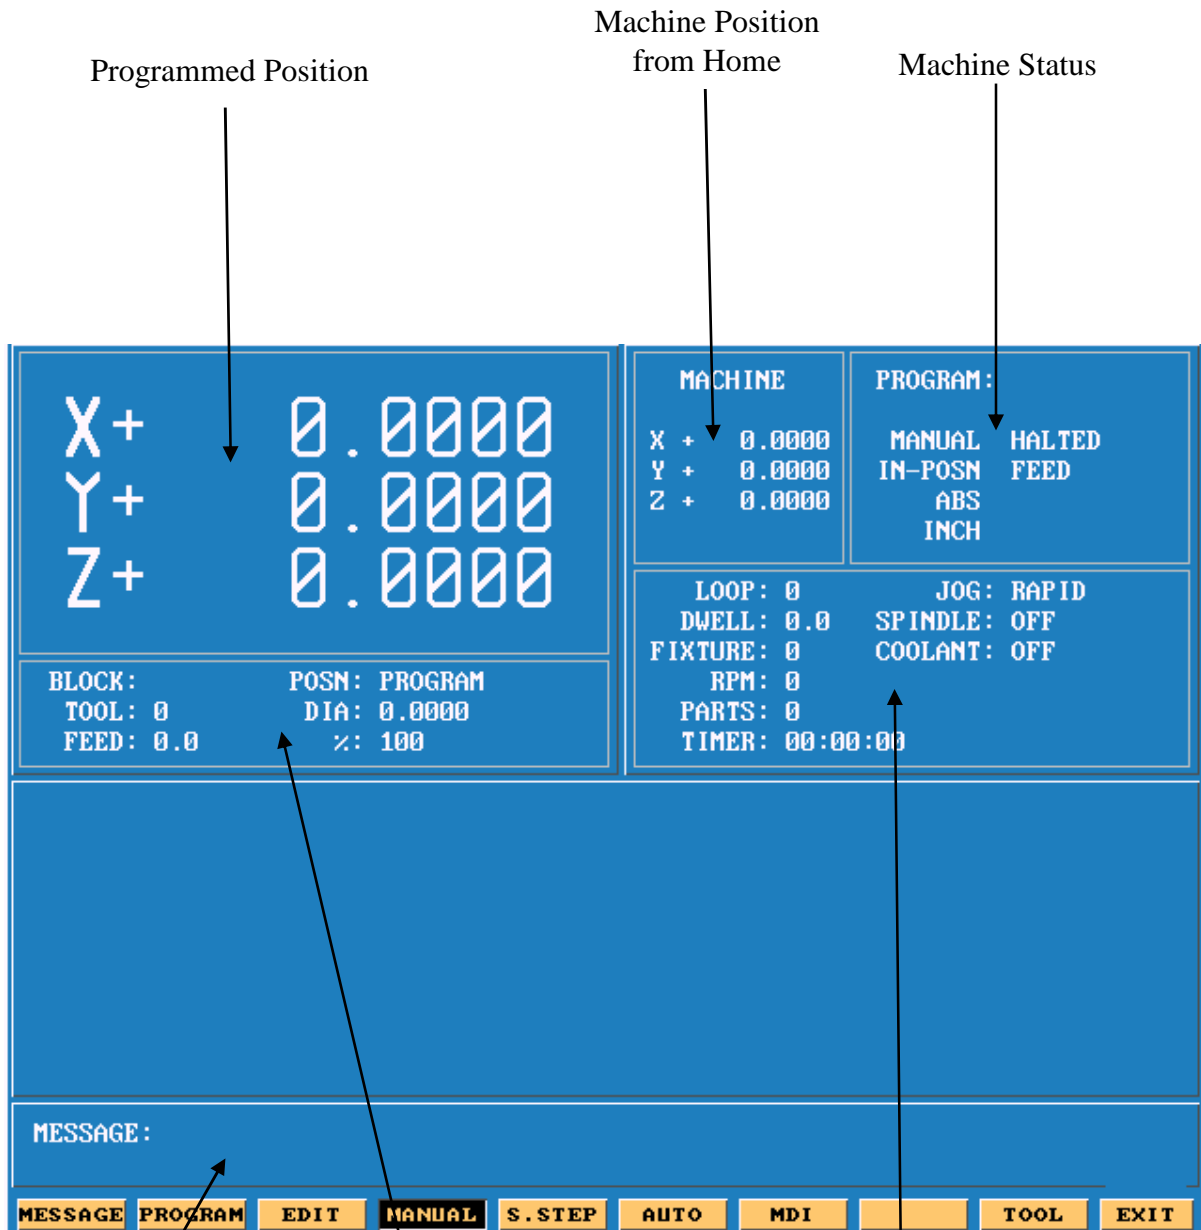 Programmed Position
Machine Position
from Home
Machine Status
X+ 0.0000
Y+ 0.0000
Z+ 0.0000
MACHINE
X + 0.0000
Y + 0.0000
Z + 0.0000
PROGRAM:
MANUAL HALTED
IN-POSN FEED
ABS
INCH
BLOCK: POSN: PROGRAM
TOOL: 0 DIA: 0.0000
FEED: 0.0 %: 100
LOOP: 0 JOG: RAPID
DWELL: 0.0 SPINDLE: OFF
FIXTURE: 0 COOLANT: OFF
RPM: 0
PARTS: 0
TIMER: 00:00:00
MESSAGE:
MESSAGE PROGRAM EDIT MANUAL S.STEP AUTO MDI TOOL EXIT